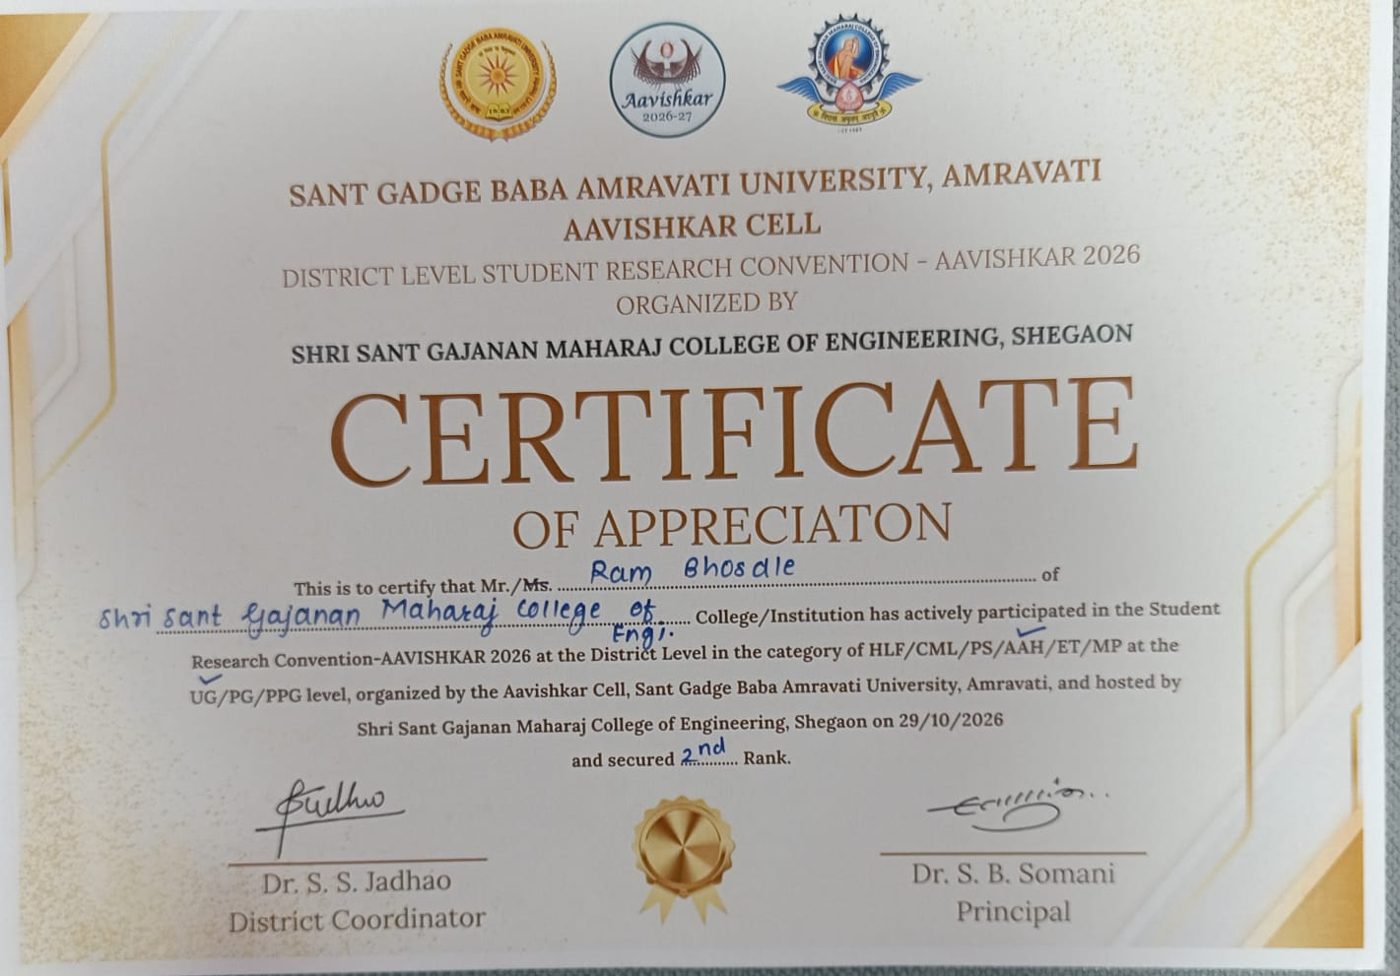 SANT GADGE BABA AMRAVATI UNIVERSITY
Aavishkar
2026-27
SANT GADGE BABA AMRAVATI UNIVERSITY, AMRAVATI
AAVISHKAR CELL
DISTRICT LEVEL STUDENT RESEARCH CONVENTION - AAVISHKAR 2026
ORGANIZED BY
SHRI SANT GAJANAN MAHARAJ COLLEGE OF ENGINEERING, SHEGAON
CERTIFICATE
OF APPRECIATON
This is to certify that Mr./Ms. Ram Bhosdle of
Shri Sant Gajanan Maharaj College of Engi. College/Institution has actively participated in the Student
Research Convention-AAVISHKAR 2026 at the District Level in the category of HLF/CML/PS/AAH/ET/MP at the
UG/PG/PPG level, organized by the Aavishkar Cell, Sant Gadge Baba Amravati University, Amravati, and hosted by
Shri Sant Gajanan Maharaj College of Engineering, Shegaon on 29/10/2026
and secured 2nd Rank.
Dr. S. S. Jadhao
District Coordinator
Dr. S. B. Somani
Principal